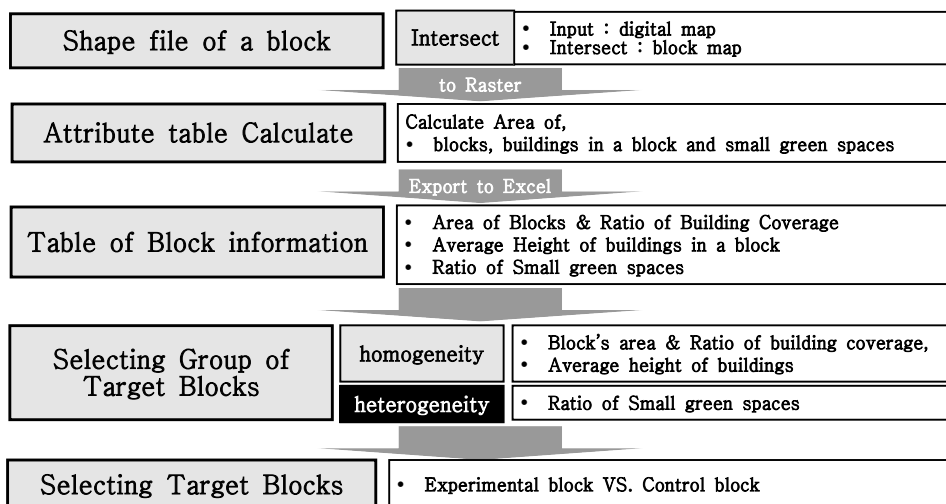 Shape file of a block
Intersect
• Input : digital map
• Intersect : block map
to Raster
Attribute table Calculate
Calculate Area of,
• blocks, buildings in a block and small green spaces
Export to Excel
Table of Block information
• Area of Blocks & Ratio of Building Coverage
• Average Height of buildings in a block
• Ratio of Small green spaces
Selecting Group of
Target Blocks
homogeneity
• Block's area & Ratio of building coverage,
• Average height of buildings
heterogeneity
• Ratio of Small green spaces
Selecting Target Blocks
• Experimental block VS. Control block